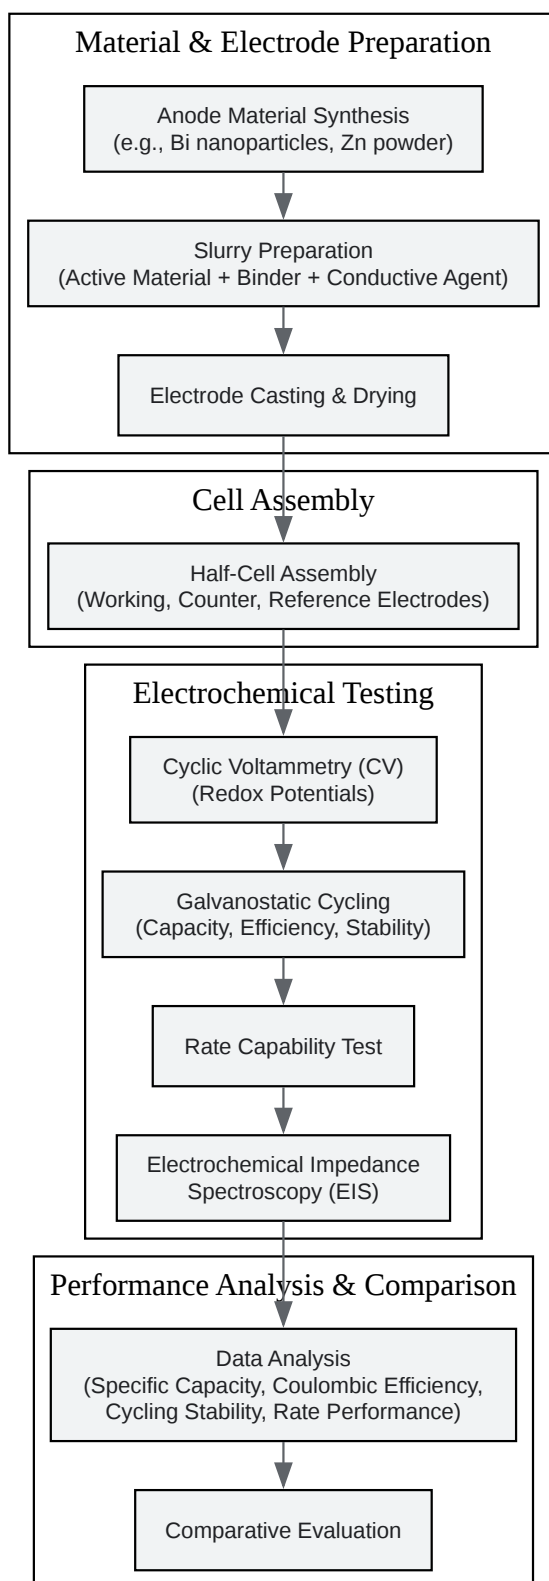 Material & Electrode Preparation
Anode Material Synthesis
(e.g., Bi nanoparticles, Zn powder)
Slurry Preparation
(Active Material + Binder + Conductive Agent)
Electrode Casting & Drying
Cell Assembly
Half-Cell Assembly
(Working, Counter, Reference Electrodes)
Electrochemical Testing
Cyclic Voltammetry (CV)
(Redox Potentials)
Galvanostatic Cycling
(Capacity, Efficiency, Stability)
Rate Capability Test
Electrochemical Impedance
Spectroscopy (EIS)
Performance Analysis & Comparison
Data Analysis
(Specific Capacity, Coulombic Efficiency,
Cycling Stability, Rate Performance)
Comparative Evaluation